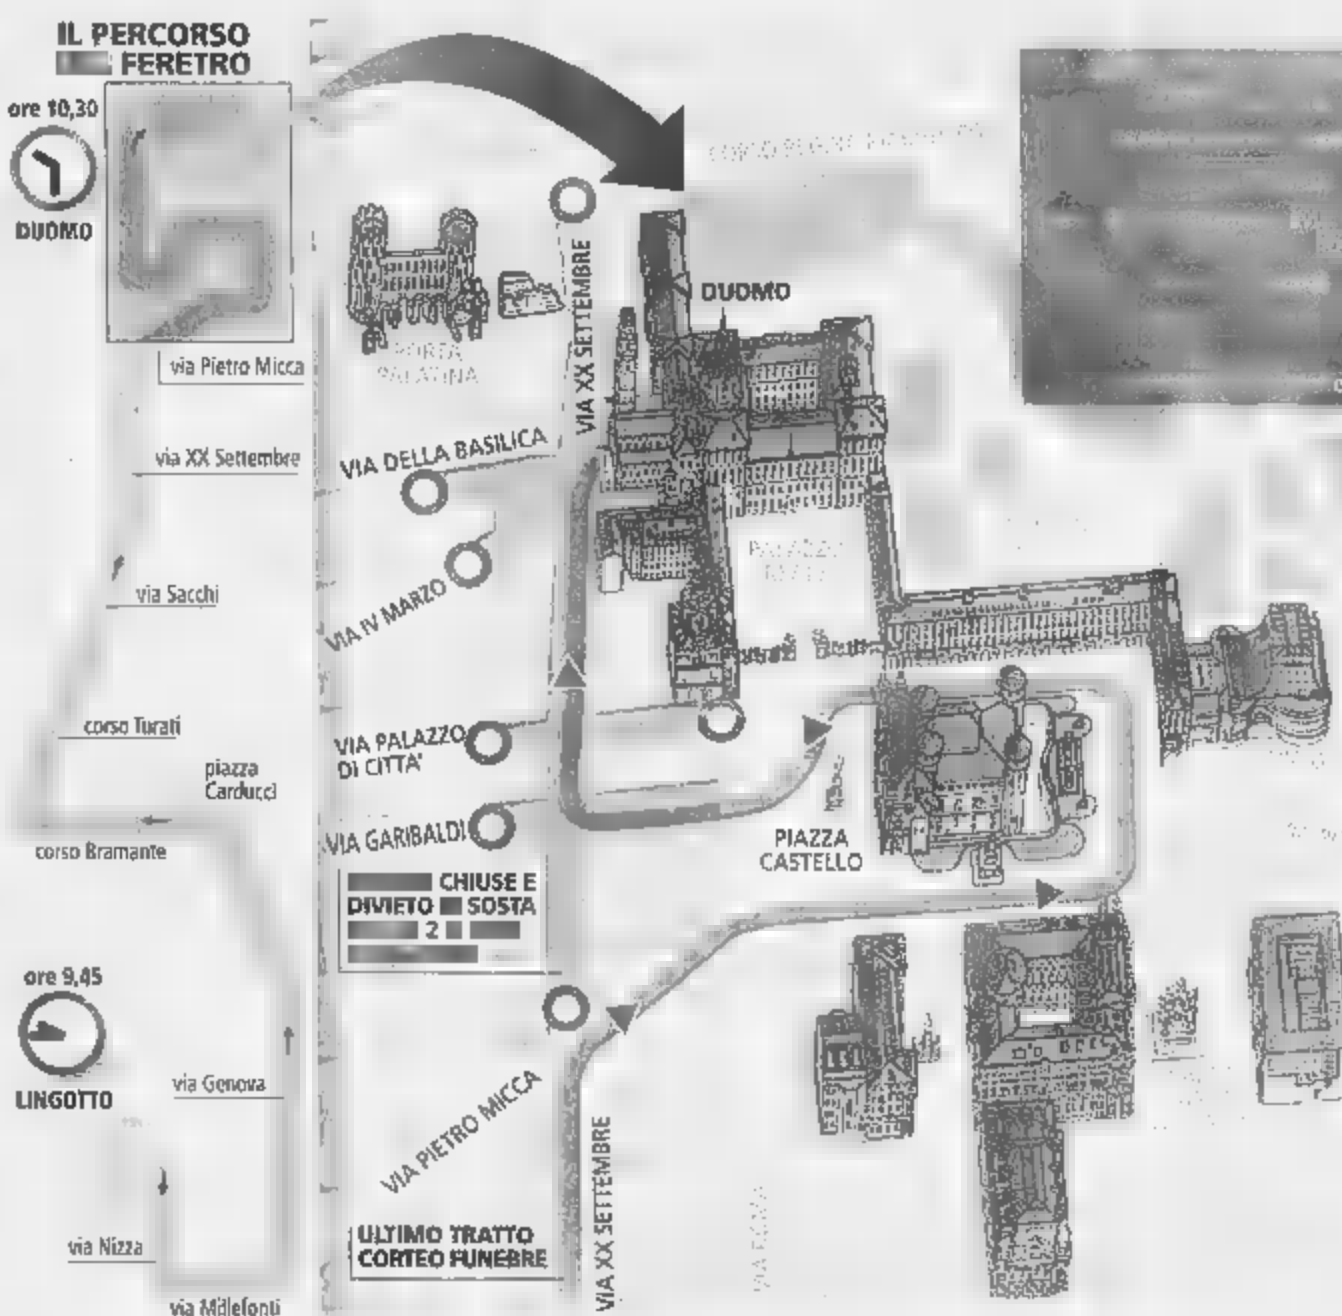 IL PERCORSO
FERETRO
ore 10,30
DUOMO
via Pietro Micca
via XX Settembre
via Sacchi
corso Turati
piazza
Carducci
corso Bramante
ore 9,45
LINGOTTO
via Genova
via Nizza
via Millefonti
PORTA
PALATINA
VIA XX SETTEMBRE
DUOMO
VIA DELLA BASILICA
VIA IV MARZO
PALAZZO
VIA PALAZZO
DI CITTA'
VIA GARIBALDI
PIAZZA
CASTELLO
CHIUSE E
DIVIETO SOSTA
2
VIA PIETRO MICCA
VIA XX SETTEMBRE
VIA ROMA
ULTIMO TRATTO
CORTEO FUNEBRE